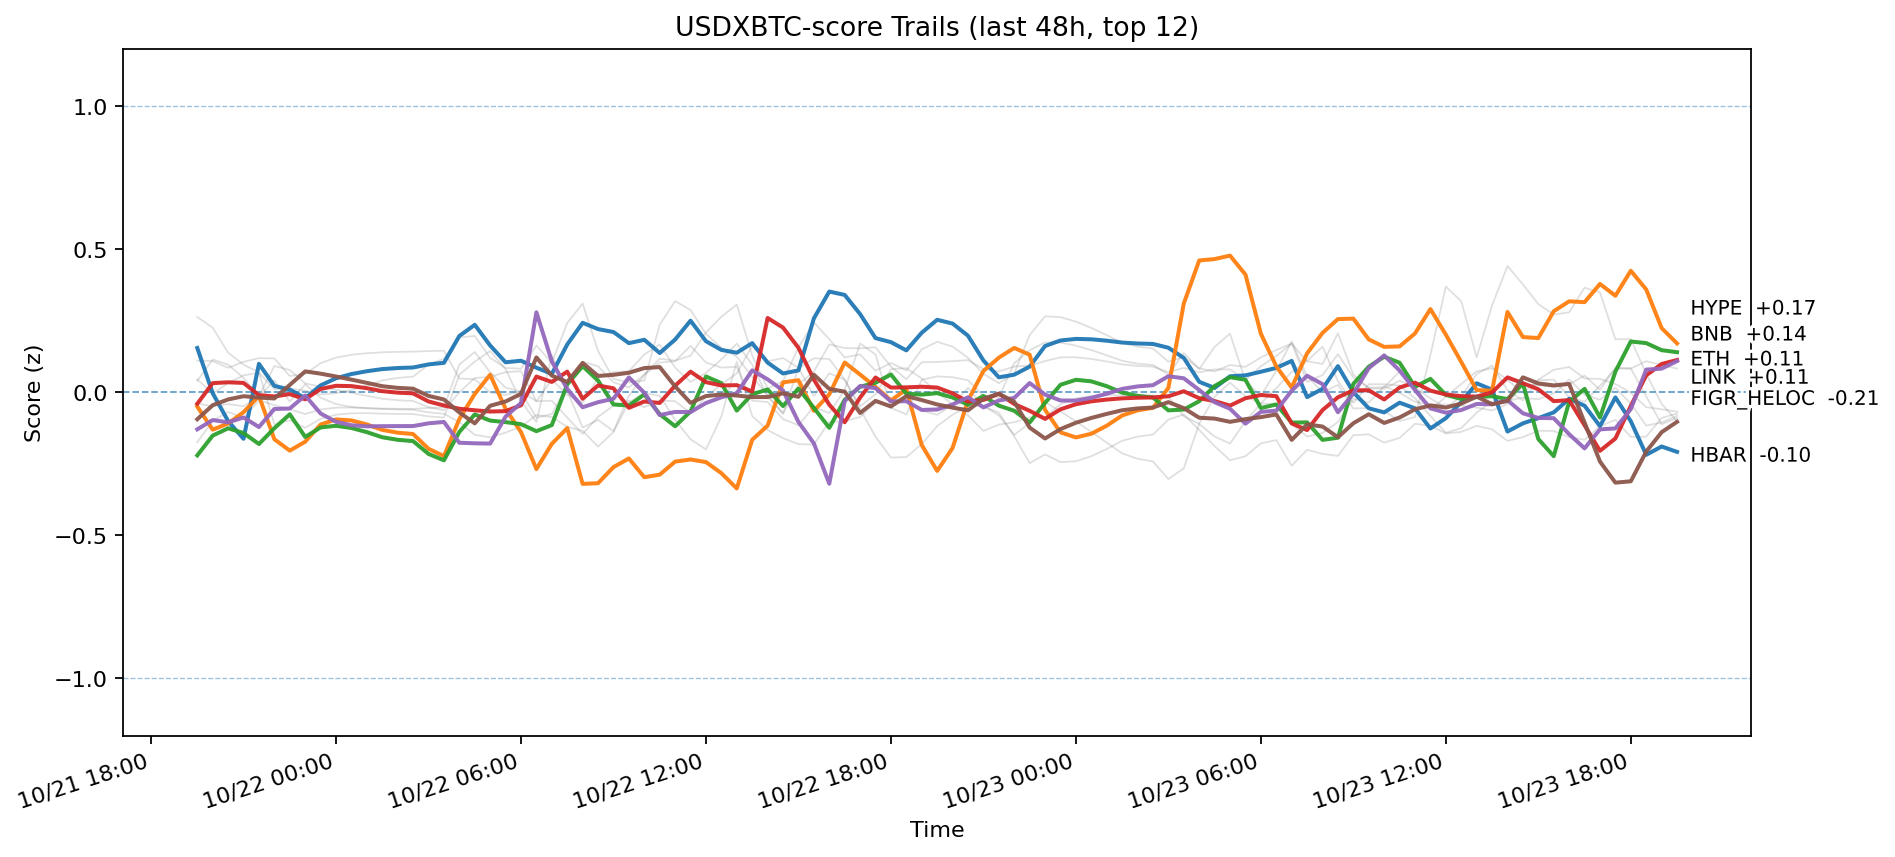 USDXBTC-score Trails (last 48h, top 12)
Score (z)
1.0
0.5
0.0
−0.5
−1.0
HYPE +0.17
BNB +0.14
ETH +0.11
LINK +0.11
FIGR_HELOC -0.21
HBAR -0.10
10/21 18:00
10/22 00:00
10/22 06:00
10/22 12:00
10/22 18:00
10/23 00:00
10/23 06:00
10/23 12:00
10/23 18:00
Time